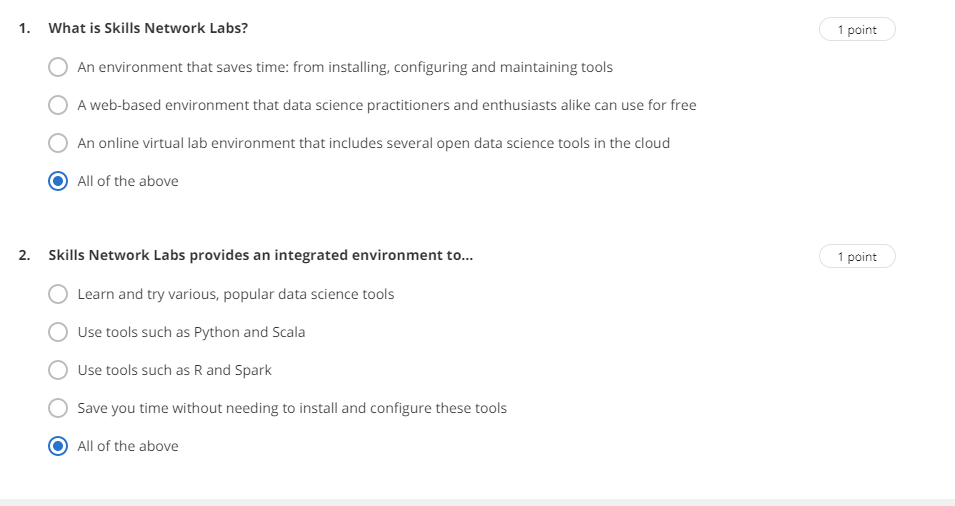 1. What is Skills Network Labs?
1 point
An environment that saves time: from installing, configuring and maintaining tools
A web-based environment that data science practitioners and enthusiasts alike can use for free
An online virtual lab environment that includes several open data science tools in the cloud
All of the above
2. Skills Network Labs provides an integrated environment to...
1 point
Learn and try various, popular data science tools
Use tools such as Python and Scala
Use tools such as R and Spark
Save you time without needing to install and configure these tools
All of the above